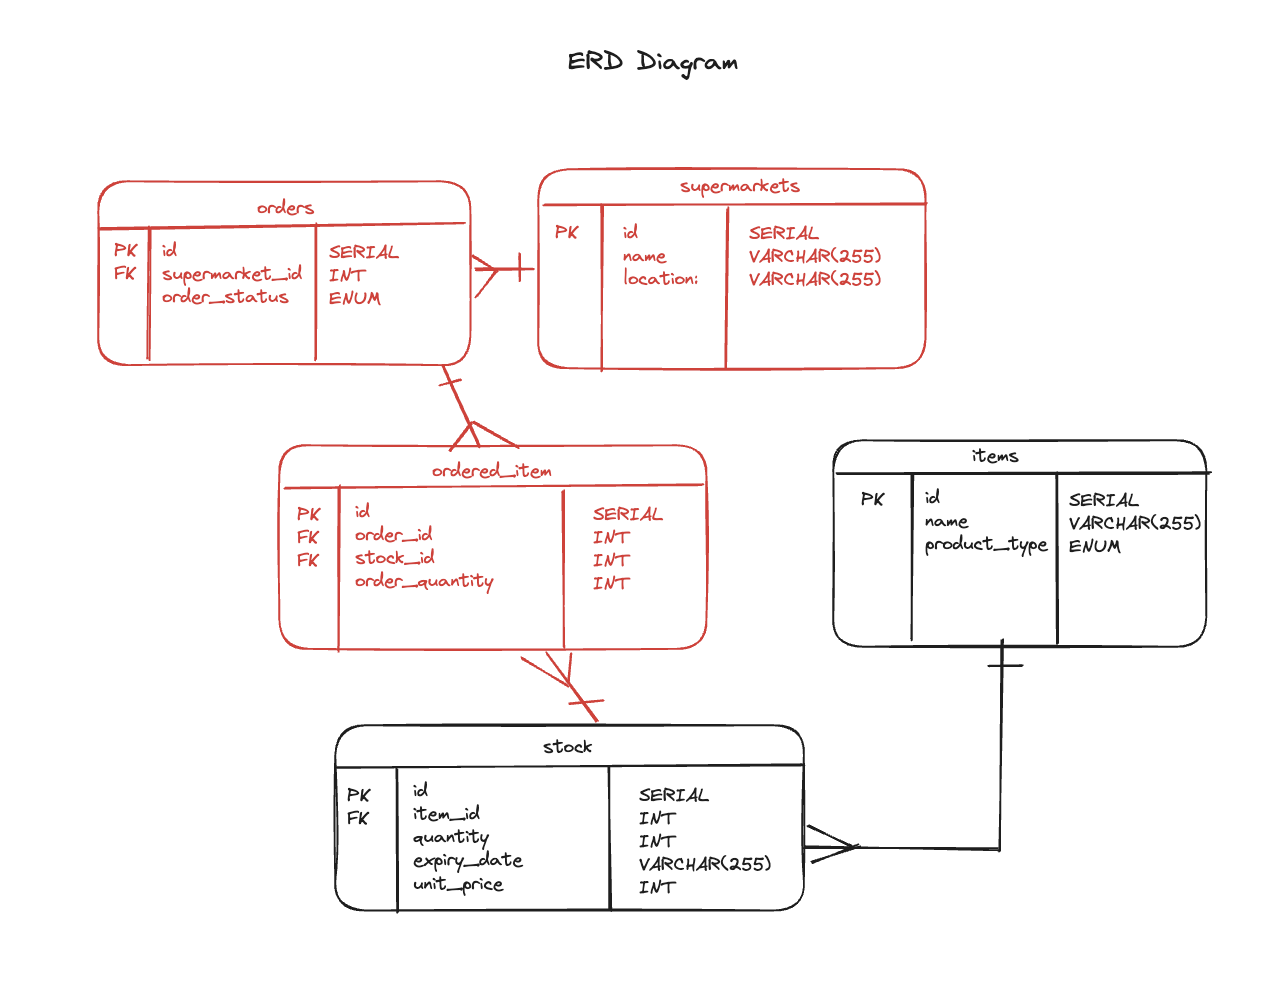 ERD Diagram
orders
PK id SERIAL
FK supermarket_id INT
order_status ENUM
supermarkets
PK id SERIAL
name VARCHAR(255)
location: VARCHAR(255)
ordered_item
PK id SERIAL
FK order_id INT
FK stock_id INT
order_quantity INT
items
PK id SERIAL
name VARCHAR(255)
product_type ENUM
stock
PK id SERIAL
FK item_id INT
quantity INT
expiry_date VARCHAR(255)
unit_price INT